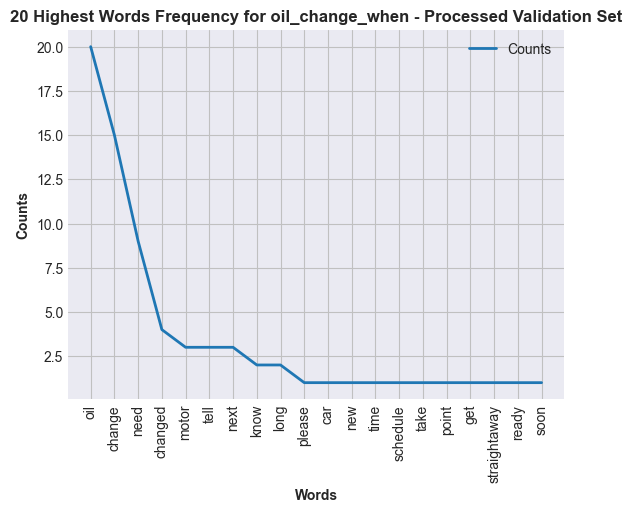 20 Highest Words Frequency for oil_change_when - Processed Validation Set
Counts
20.0
17.5
15.0
12.5
10.0
7.5
5.0
2.5
Counts
oil
change
need
changed
motor
tell
next
know
long
please
car
new
time
schedule
take
point
get
straightaway
ready
soon
Words